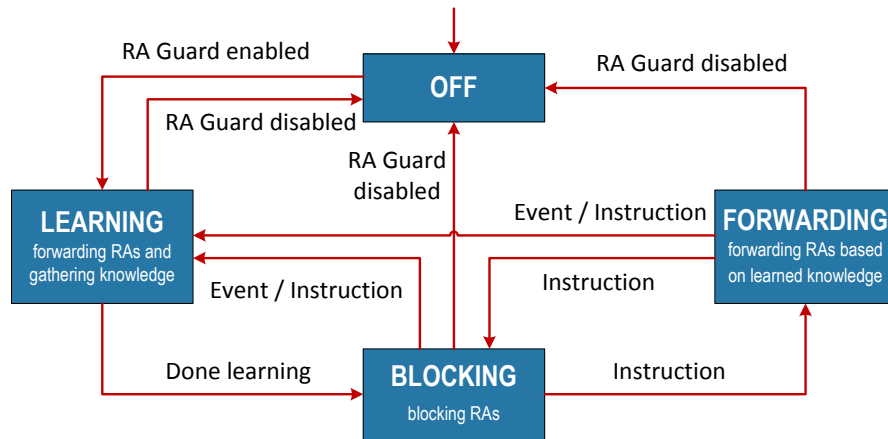 RA Guard enabled
OFF
RA Guard disabled
RA Guard disabled
RA Guard
disabled
LEARNING
forwarding RAs and
gathering knowledge
Event / Instruction
FORWARDING
forwarding RAs based
on learned knowledge
Event / Instruction
Instruction
Done learning
BLOCKING
blocking RAs
Instruction